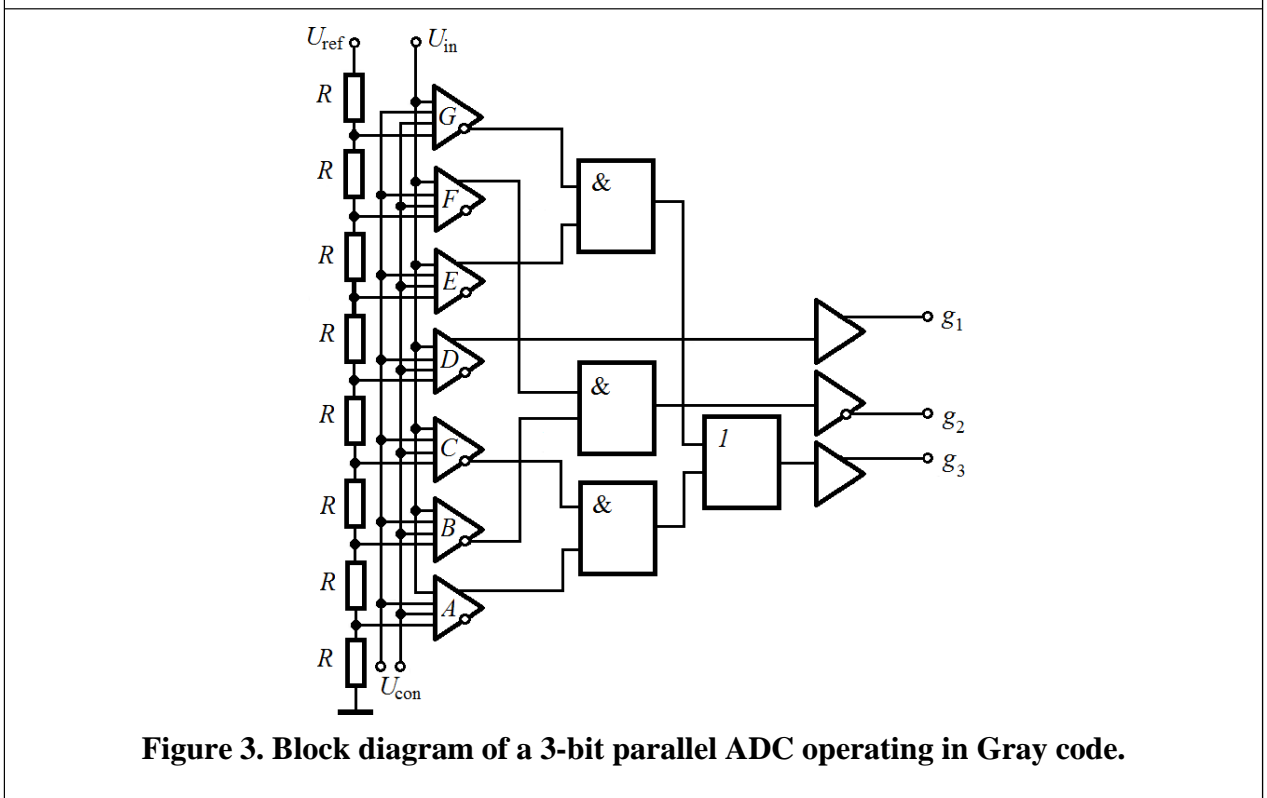 U_ref U_in
R
G
&
R
F
R
E
g_1
R
D
&
R
g_2
1
C
g_3
R
&
B
R
A
R
U_con
Figure 3. Block diagram of a 3-bit parallel ADC operating in Gray code.